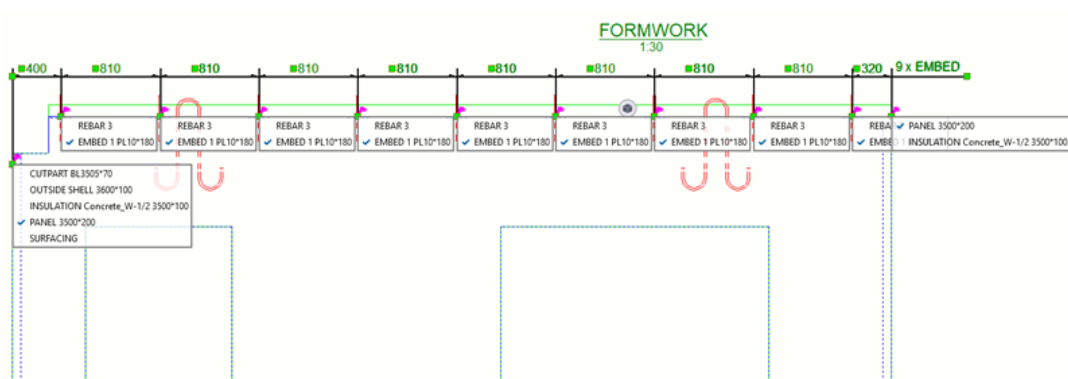 FORMWORK
1:30
400 810 810 810 810 810 810 810 810 320 9 x EMBED
REBAR 3 REBAR 3 REBAR 3 REBAR 3 REBAR 3 REBAR 3 REBAR 3 REBAR 3 REBA PANEL 3500*200
EMBED 1 PL10*180 EMBED 1 PL10*180 EMBED 1 PL10*180 EMBED 1 PL10*180 EMBED 1 PL10*180 EMBED 1 PL10*180 EMBED 1 PL10*180 EMBED 1 PL10*180 EMBED 1 INSULATION Concrete_W-1/2 3500*100
CUTPART BL3505*70
OUTSIDE SHELL 3600*100
INSULATION Concrete_W-1/2 3500*100
PANEL 3500*200
SURFACING